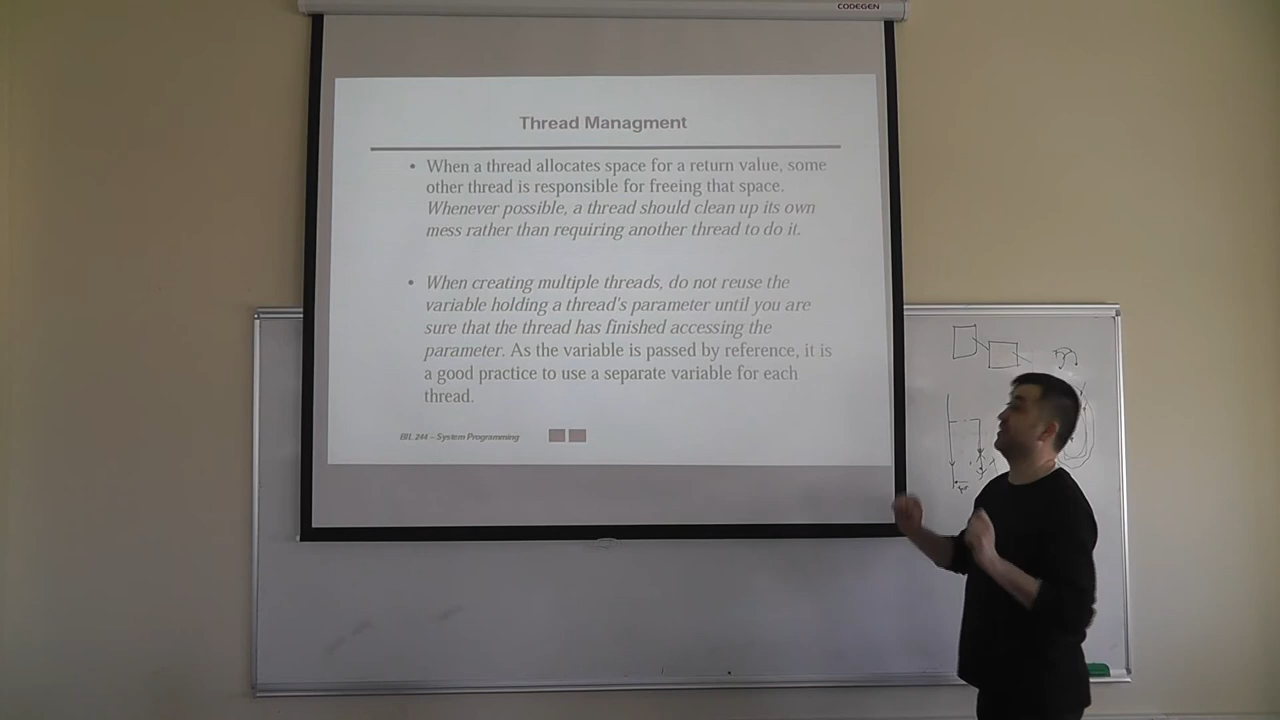 CODEGEN
Thread Managment
• When a thread allocates space for a return value, some
other thread is responsible for freeing that space.
Whenever possible, a thread should clean up its own
mess rather than requiring another thread to do it.
• When creating multiple threads, do not reuse the
variable holding a thread's parameter until you are
sure that the thread has finished accessing the
parameter. As the variable is passed by reference, it is
a good practice to use a separate variable for each
thread.
BIL 244 – System Programming